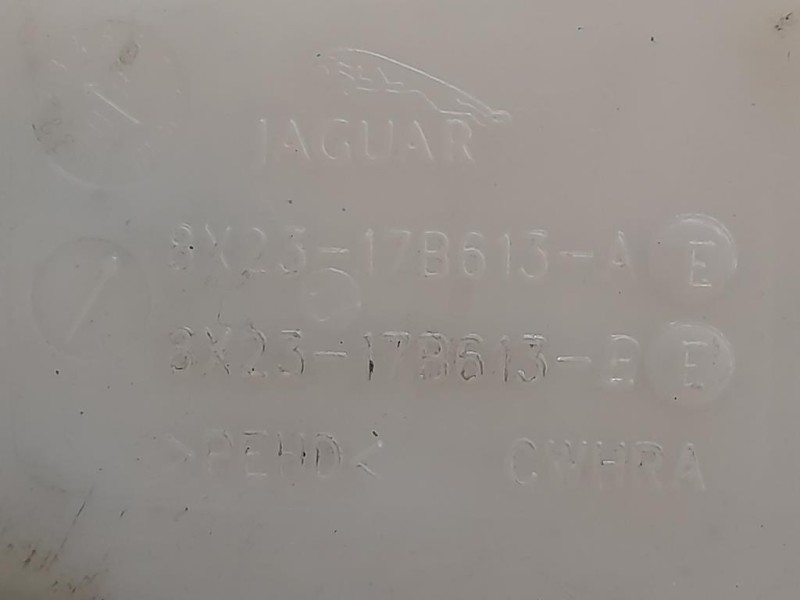 JAGUAR
8X23-17B613-A E
8X23-17B613-B E
>PEHD< CWHRA